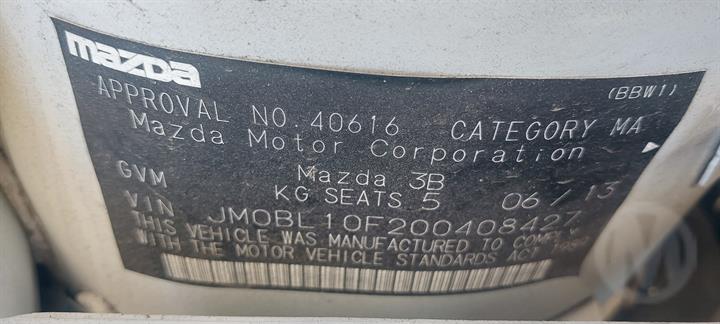 mazda
(BBW1)
APPROVAL NO.40616 CATEGORY MA
Mazda Motor Corporation
Mazda 3B
GVM KG SEATS 5 06/13
VIN JM0BL10F200408427
THIS VEHICLE WAS MANUFACTURED TO COMPLY
WITH THE MOTOR VEHICLE STANDARDS ACT 1989